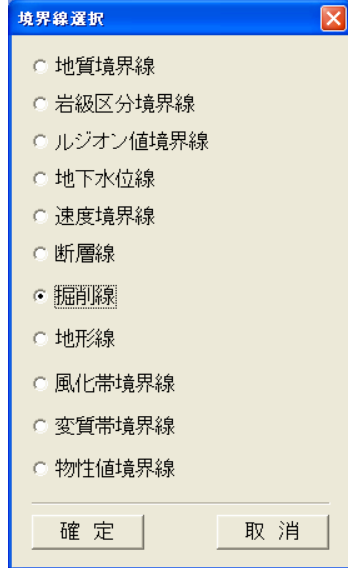 境界線選択
地質境界線
岩級区分境界線
ルジオン値境界線
地下水位線
速度境界線
断層線
掘削線
地形線
風化帯境界線
変質帯境界線
物性値境界線
確 定 取 消